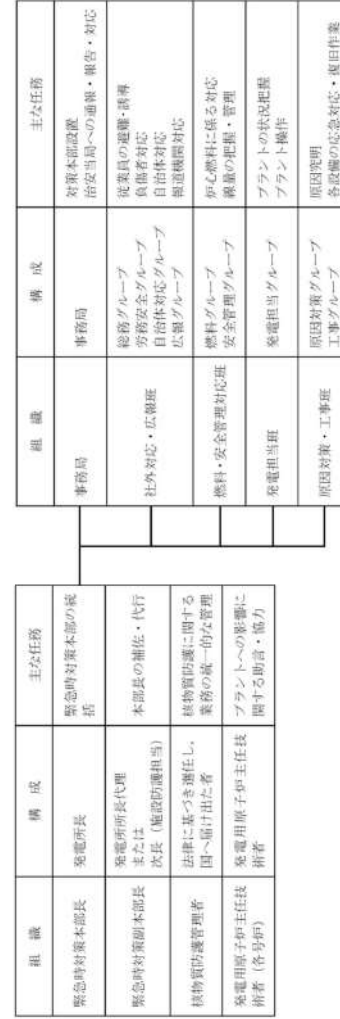 組　織
構　成
主な任務
緊急時対策本部長
発電所長
緊急時対策本部の統
括
緊急時対策副本部長
発電所所長代理
または
次長（施設防護担当）
本部長の補佐・代行
核物質防護管理者
法律に基づき選任し，
国へ届け出た者
核物質防護に関する
業務の統一的な管理
発電用原子炉主任技
術者（各号炉）
発電用原子炉主任技
術者
プラントへの影響に
関する助言・協力
組　織
構　成
主な任務
事務局
事務局
対策本部設置
治安当局への通報・報告・対応
社外対応・広報班
総務グループ
労務安全グループ
自治体対応グループ
広報グループ
従業員の避難・誘導
負傷者対応
自治体対応
報道機関対応
燃料・安全管理対応班
燃料グループ
安全管理グループ
炉心燃料に係る対応
線量の把握・管理
発電担当班
発電担当グループ
プラントの状況把握
プラント操作
原因対策・工事班
原因対策グループ
工事グループ
原因究明
各設備の応急対応・復旧作業